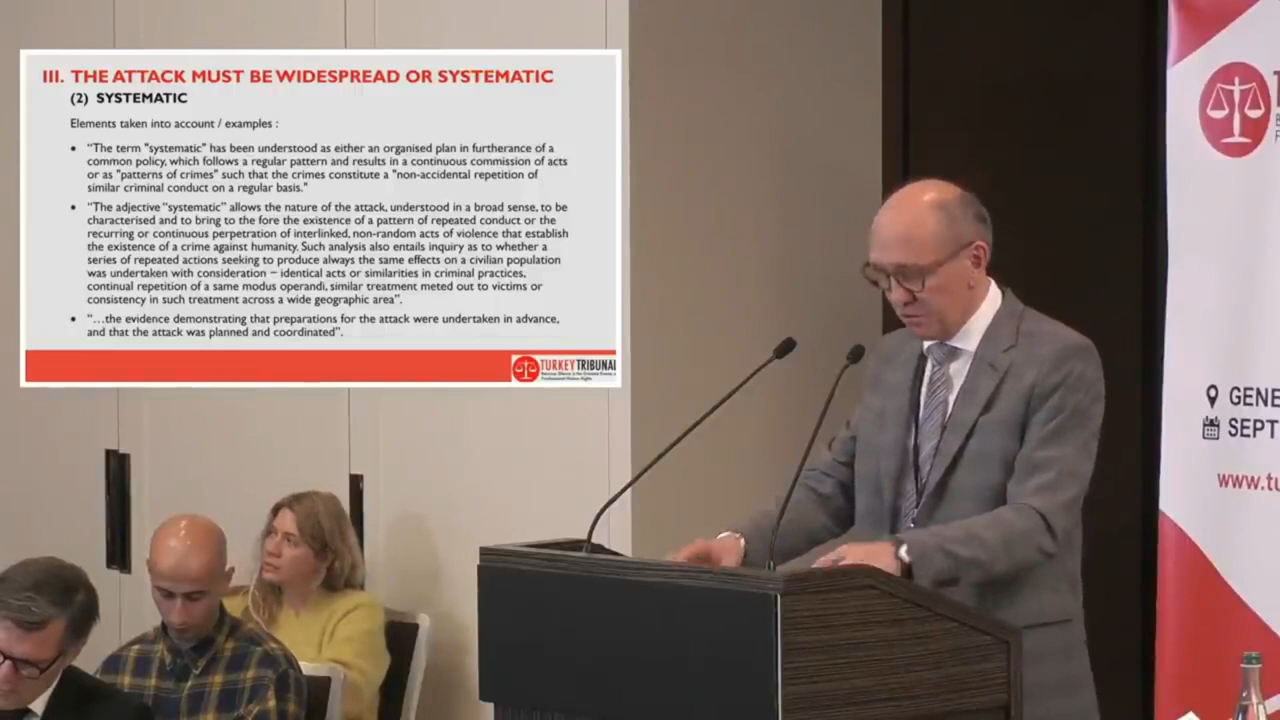 III. THE ATTACK MUST BE WIDESPREAD OR SYSTEMATIC
(2) SYSTEMATIC
Elements taken into account / examples :
• "The term "systematic" has been understood as either an organised plan in furtherance of a
common policy, which follows a regular pattern and results in a continuous commission of acts
or as "patterns of crimes" such that the crimes constitute a "non-accidental repetition of
similar criminal conduct on a regular basis."
• "The adjective "systematic" allows the nature of the attack, understood in a broad sense, to be
characterised and to bring to the fore the existence of a pattern of repeated conduct or the
recurring or continuous perpetration of interlinked, non-random acts of violence that establish
the existence of a crime against humanity. Such analysis also entails inquiry as to whether a
series of repeated actions seeking to produce always the same effects on a civilian population
was undertaken with consideration – identical acts or similarities in criminal practices,
continual repetition of a same modus operandi, similar treatment meted out to victims or
consistency in such treatment across a wide geographic area".
• "…the evidence demonstrating that preparations for the attack were undertaken in advance,
and that the attack was planned and coordinated".
TURKEY TRIBUNAL
GENE
SEPT
www.tu